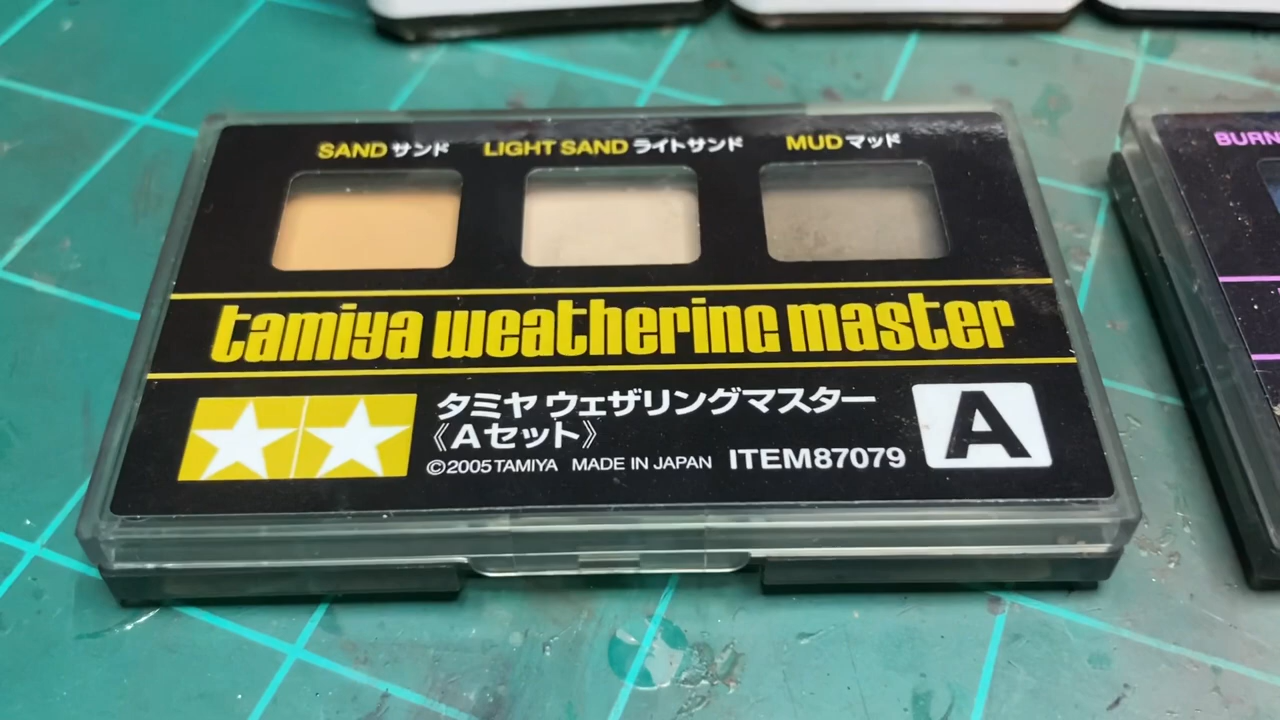 SAND サンド LIGHT SAND ライトサンド MUD マッド
tamiya weathering master
タミヤ ウェザリングマスター
《Aセット》
©2005 TAMIYA MADE IN JAPAN ITEM87079
A